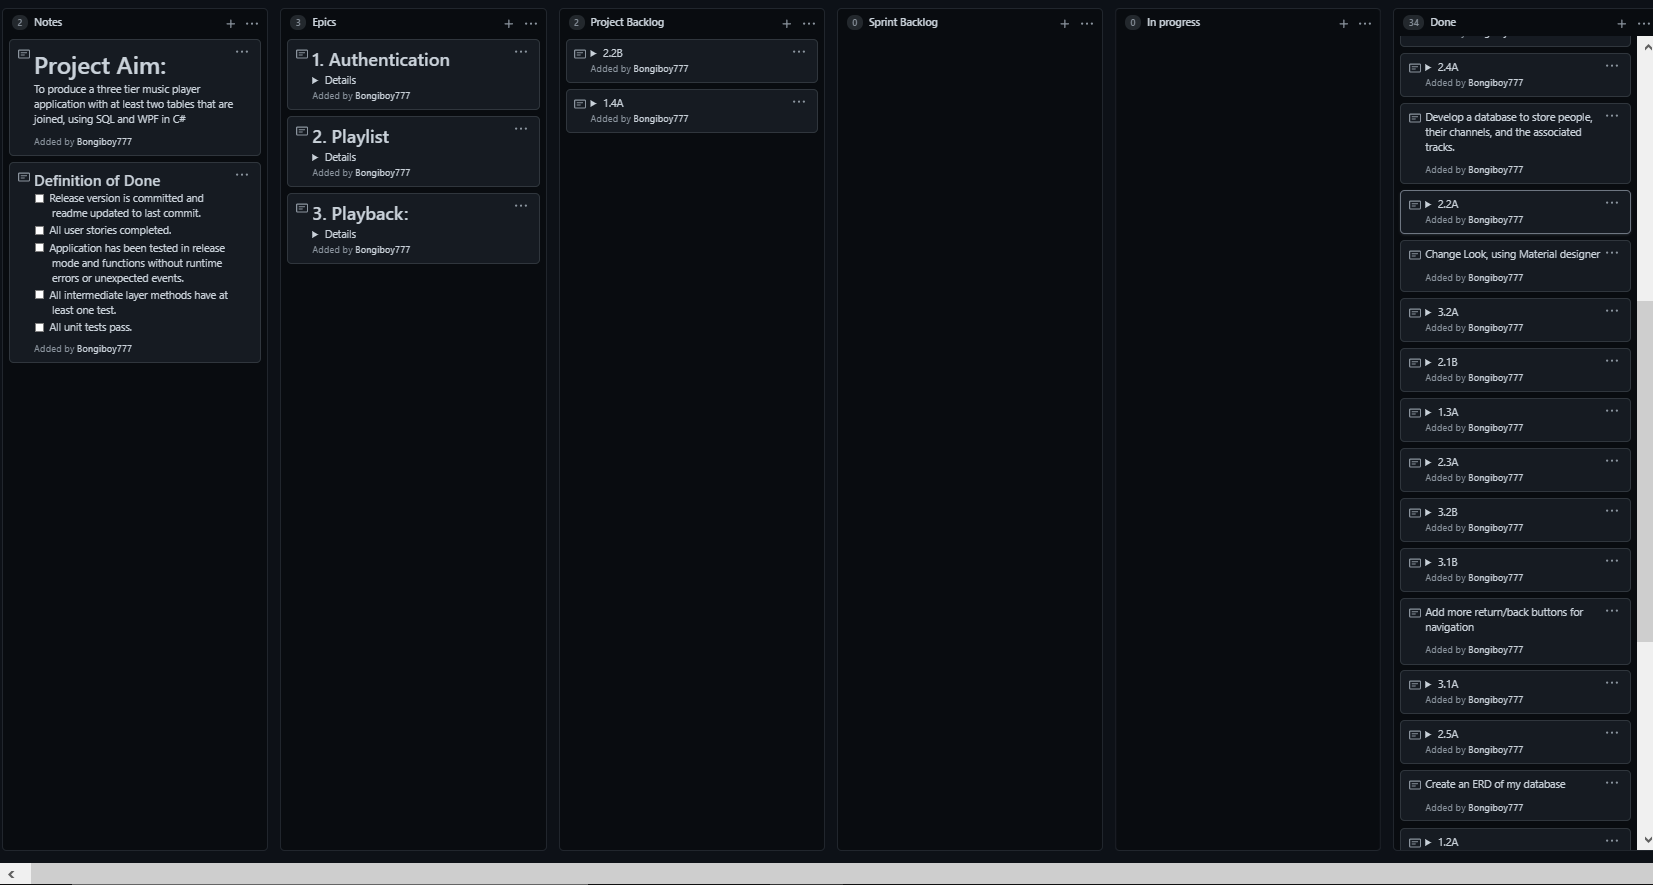 2 Notes
Project Aim:
To produce a three tier music player
application with at least two tables that are
joined, using SQL and WPF in C#
Added by Bongiboy777
Definition of Done
Release version is committed and
readme updated to last commit.
All user stories completed.
Application has been tested in release
mode and functions without runtime
errors or unexpected events.
All intermediate layer methods have at
least one test.
All unit tests pass.
Added by Bongiboy777
3 Epics
1. Authentication
Details
Added by Bongiboy777
2. Playlist
Details
Added by Bongiboy777
3. Playback:
Details
Added by Bongiboy777
2 Project Backlog
2.2B
Added by Bongiboy777
1.4A
Added by Bongiboy777
0 Sprint Backlog
0 In progress
34 Done
2.4A
Added by Bongiboy777
Develop a database to store people,
their channels, and the associated
tracks.
Added by Bongiboy777
2.2A
Added by Bongiboy777
Change Look, using Material designer
Added by Bongiboy777
3.2A
Added by Bongiboy777
2.1B
Added by Bongiboy777
1.3A
Added by Bongiboy777
2.3A
Added by Bongiboy777
3.2B
Added by Bongiboy777
3.1B
Added by Bongiboy777
Add more return/back buttons for
navigation
Added by Bongiboy777
3.1A
Added by Bongiboy777
2.5A
Added by Bongiboy777
Create an ERD of my database
Added by Bongiboy777
1.2A